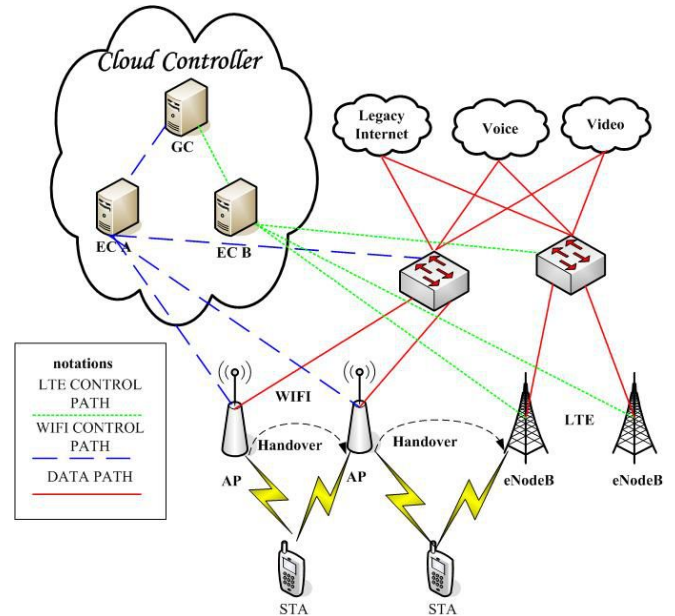 Cloud Controller
GC
EC A
EC B
Legacy
Internet
Voice
Video
notations
LTE CONTROL
PATH
WIFI CONTROL
PATH
DATA PATH
WIFI
LTE
Handover
Handover
AP
AP
eNodeB
eNodeB
STA
STA